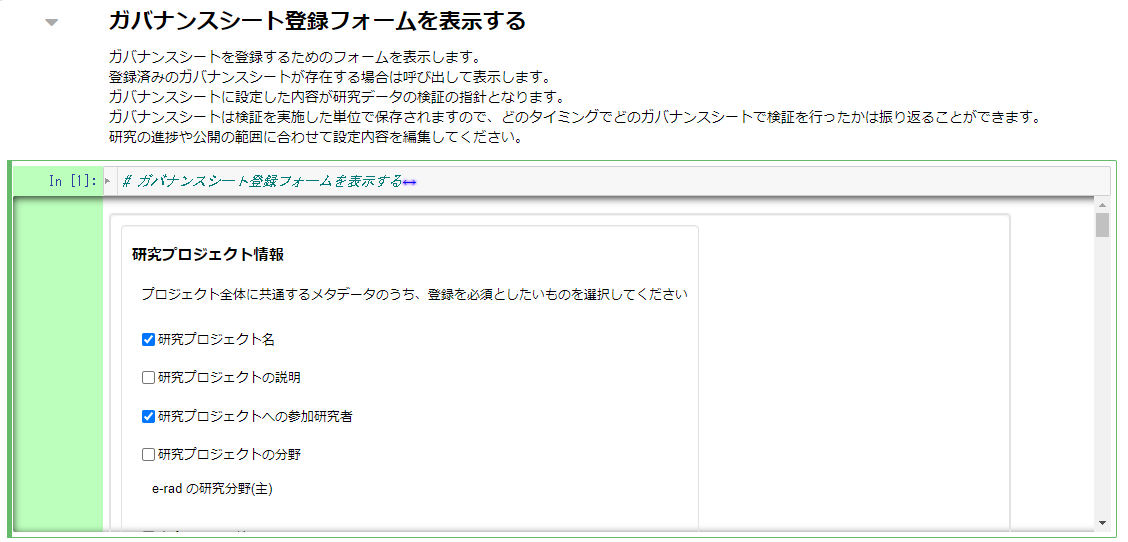 ガバナンスシート登録フォームを表示する
ガバナンスシートを登録するためのフォームを表示します。
登録済みのガバナンスシートが存在する場合は呼び出して表示します。
ガバナンスシートに設定した内容が研究データの検証の指針となります。
ガバナンスシートは検証を実施した単位で保存されますので、どのタイミングでどのガバナンスシートで検証を行ったかは振り返ることができます。
研究の進捗や公開の範囲に合わせて設定内容を編集してください。
In [1]: # ガバナンスシート登録フォームを表示する
研究プロジェクト情報
プロジェクト全体に共通するメタデータのうち、登録を必須としたいものを選択してください
研究プロジェクト名
研究プロジェクトの説明
研究プロジェクトへの参加研究者
研究プロジェクトの分野
e-rad の研究分野(主)